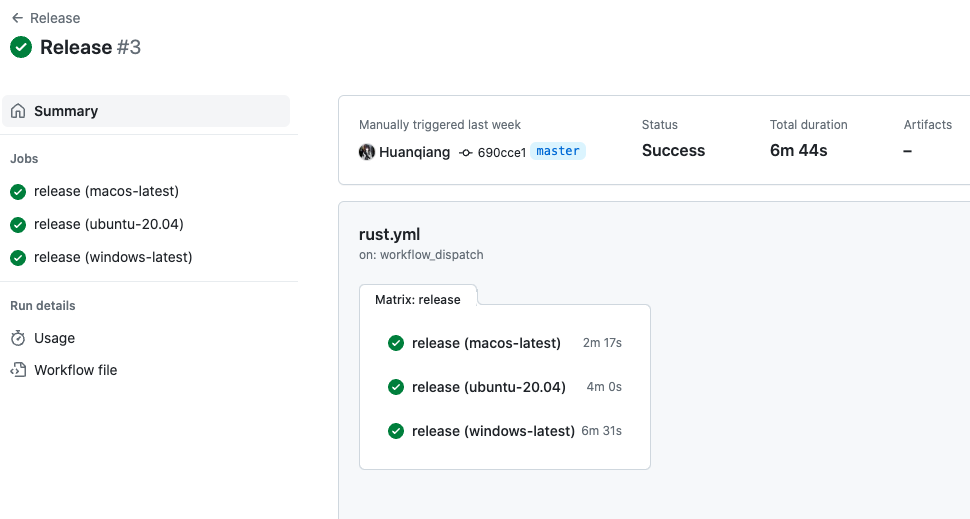 ← Release
Release #3
Summary
Jobs
release (macos-latest)
release (ubuntu-20.04)
release (windows-latest)
Run details
Usage
Workflow file
Manually triggered last week
Huanqiang 690cce1 master
Status
Success
Total duration
6m 44s
Artifacts
–
rust.yml
on: workflow_dispatch
Matrix: release
release (macos-latest) 2m 17s
release (ubuntu-20.04) 4m 0s
release (windows-latest) 6m 31s